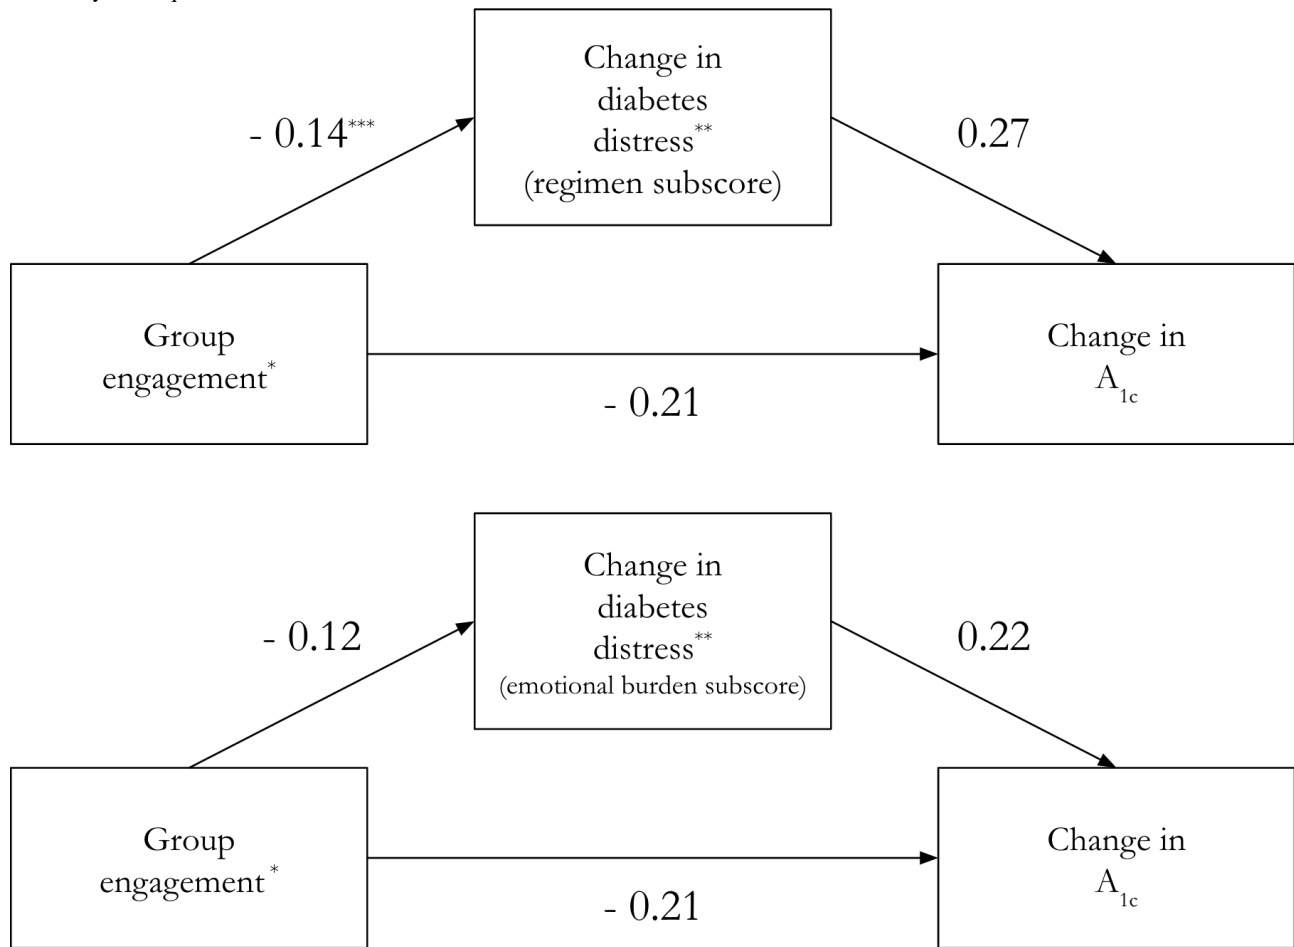 Change in
diabetes
distress**
(regimen subscore)
- 0.14***
0.27
Group
engagement*
- 0.21
Change in
A1c
Change in
diabetes
distress**
(emotional burden subscore)
- 0.12
0.22
Group
engagement*
- 0.21
Change in
A1c